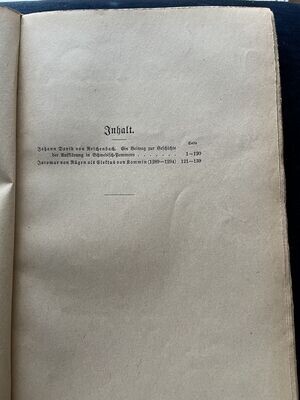 Inhalt.
Seite
Johann David von Reichenbach. Ein Beitrag zur Geschichte
der Aufklärung in Schwedisch-Pommern . . . . . . . 1—120
Jaromar von Rügen als Elektus von Kammin (1289—1294) 121—139